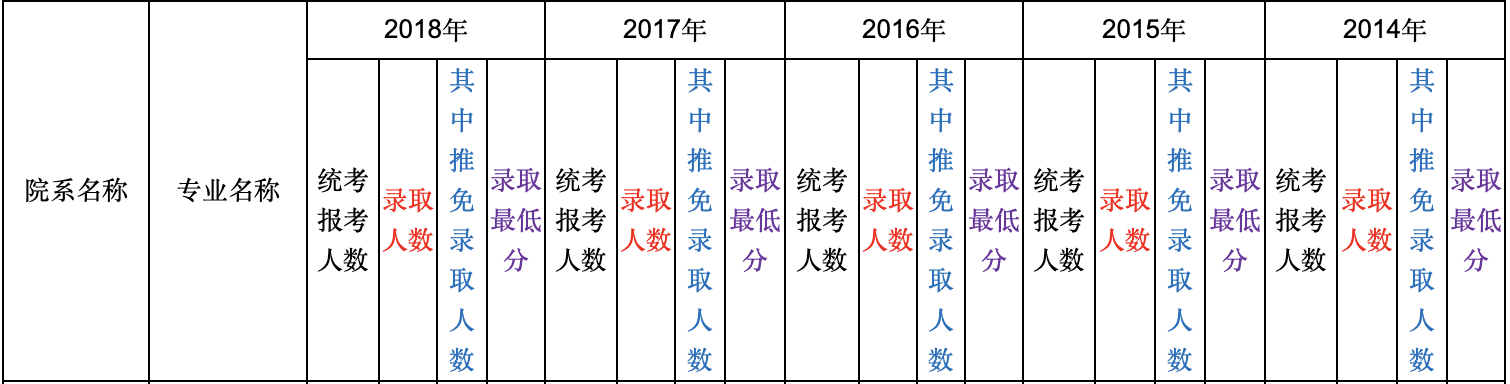 院系名称
专业名称
2018年
2017年
2016年
2015年
2014年
统考
报考
人数
录取
人数
其
中
推
免
录
取
人
数
录取
最低
分
统考
报考
人数
录取
人数
其
中
推
免
录
取
人
数
录取
最低
分
统考
报考
人数
录取
人数
其
中
推
免
录
取
人
数
录取
最低
分
统考
报考
人数
录取
人数
其
中
推
免
录
取
人
数
录取
最低
分
统考
报考
人数
录取
人数
其
中
推
免
录
取
人
数
录取
最低
分